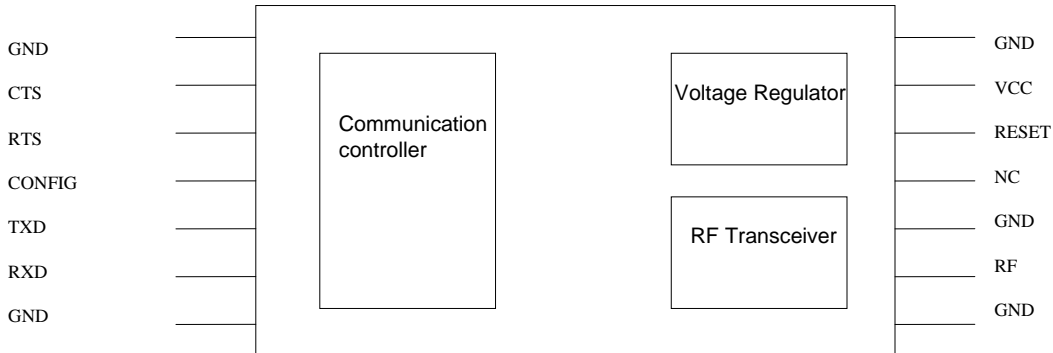 GND
CTS
RTS
CONFIG
TXD
RXD
GND
Communication
controller
Voltage Regulator
RF Transceiver
GND
VCC
RESET
NC
GND
RF
GND